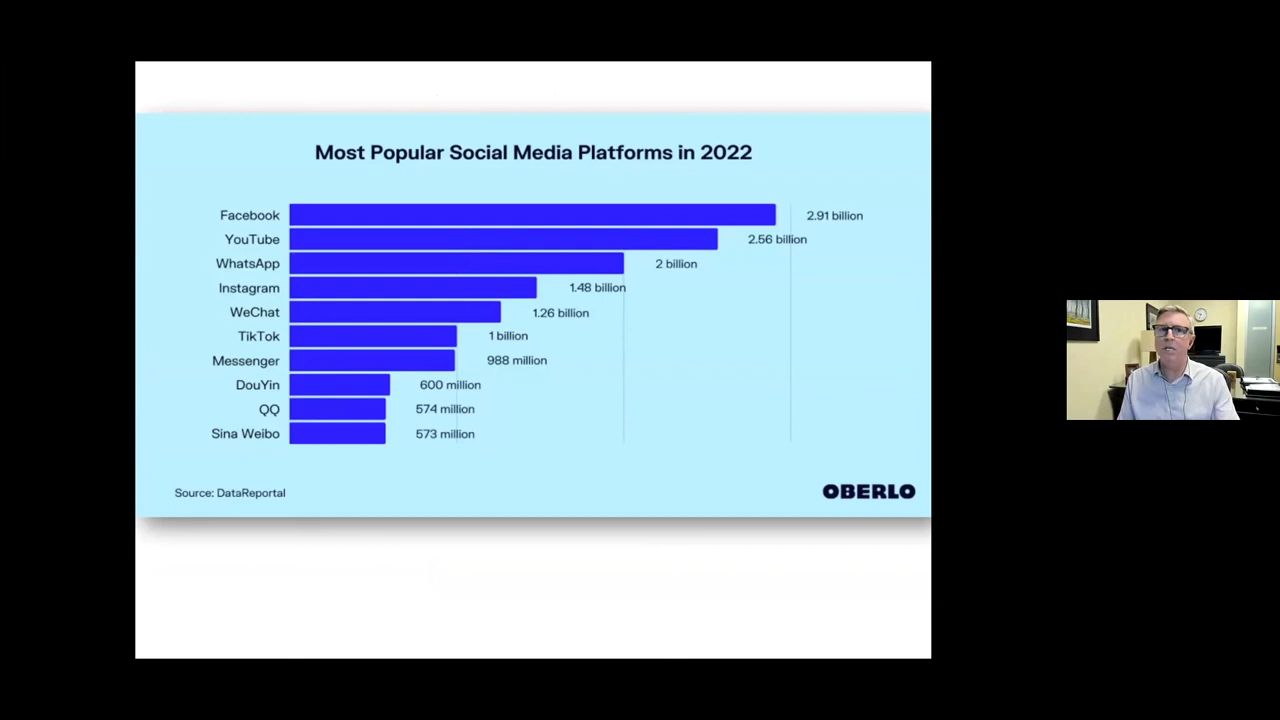 Most Popular Social Media Platforms in 2022
Facebook 2.91 billion
YouTube 2.56 billion
WhatsApp 2 billion
Instagram 1.48 billion
WeChat 1.26 billion
TikTok 1 billion
Messenger 988 million
DouYin 600 million
QQ 574 million
Sina Weibo 573 million
Source: DataReportal
OBERLO